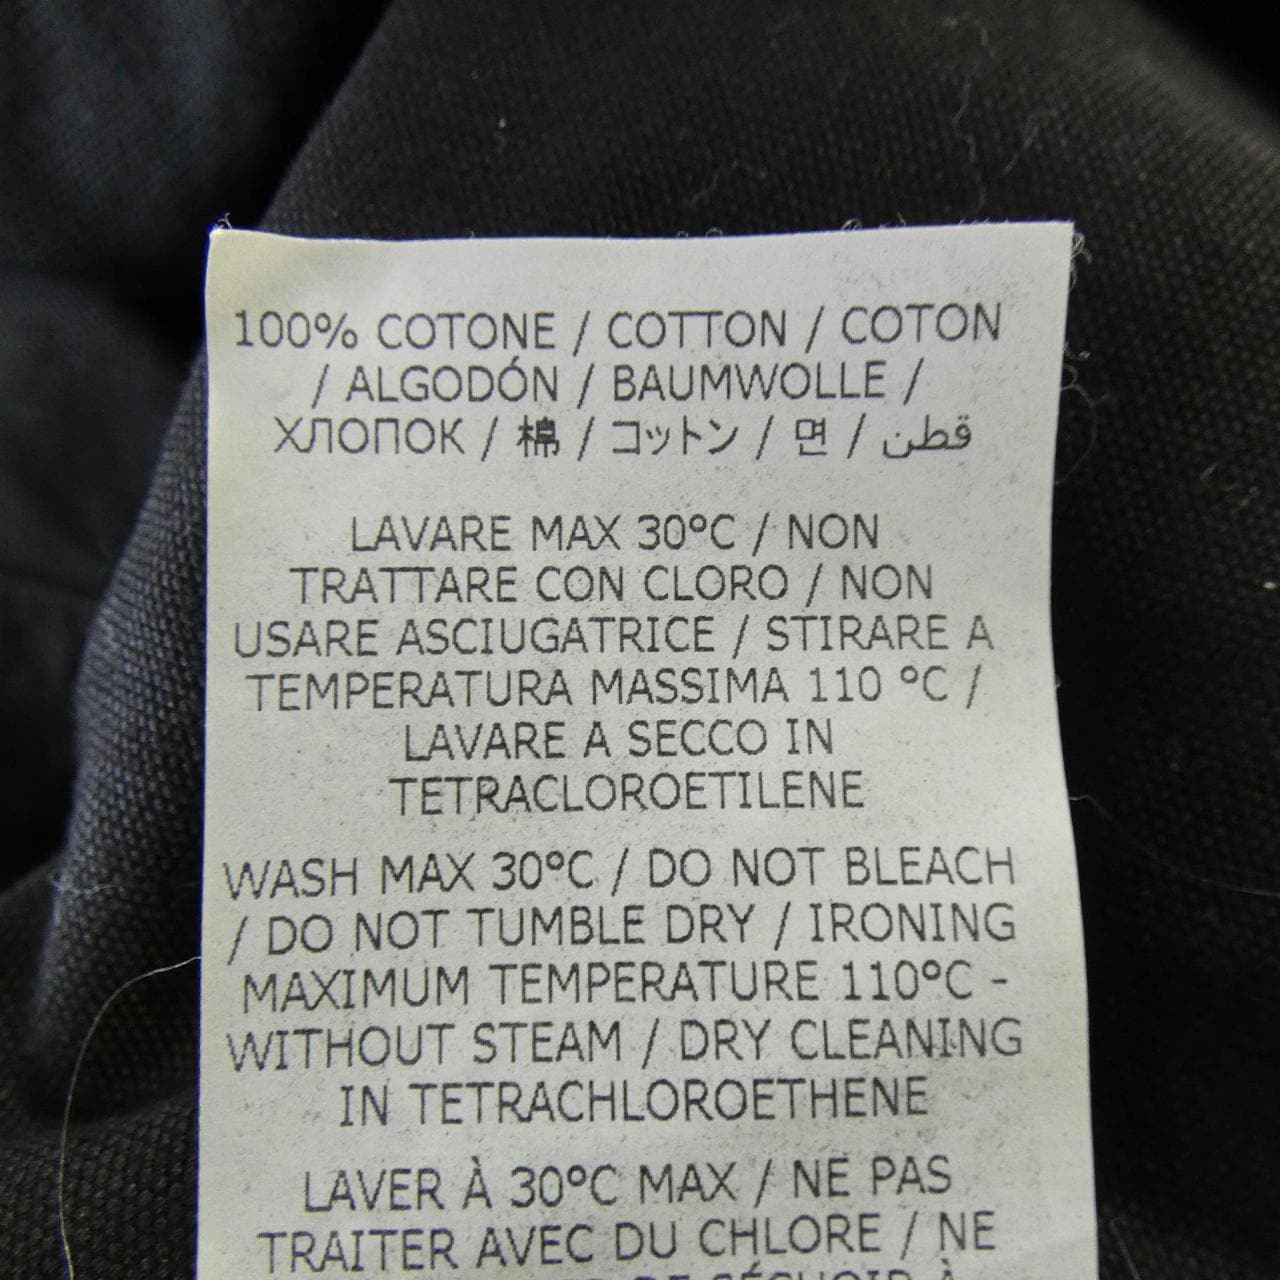 100% COTONE / COTTON / COTON
/ ALGODÓN / BAUMWOLLE /
ХЛОПОК / 棉 / コットン / 면 / قطن
LAVARE MAX 30°C / NON
TRATTARE CON CLORO / NON
USARE ASCIUGATRICE / STIRARE A
TEMPERATURA MASSIMA 110 °C /
LAVARE A SECCO IN
TETRACLOROETILENE
WASH MAX 30°C / DO NOT BLEACH
/ DO NOT TUMBLE DRY / IRONING
MAXIMUM TEMPERATURE 110°C -
WITHOUT STEAM / DRY CLEANING
IN TETRACHLOROETHENE
LAVER À 30°C MAX / NE PAS
TRAITER AVEC DU CHLORE / NE
DE SÉCHOIR À